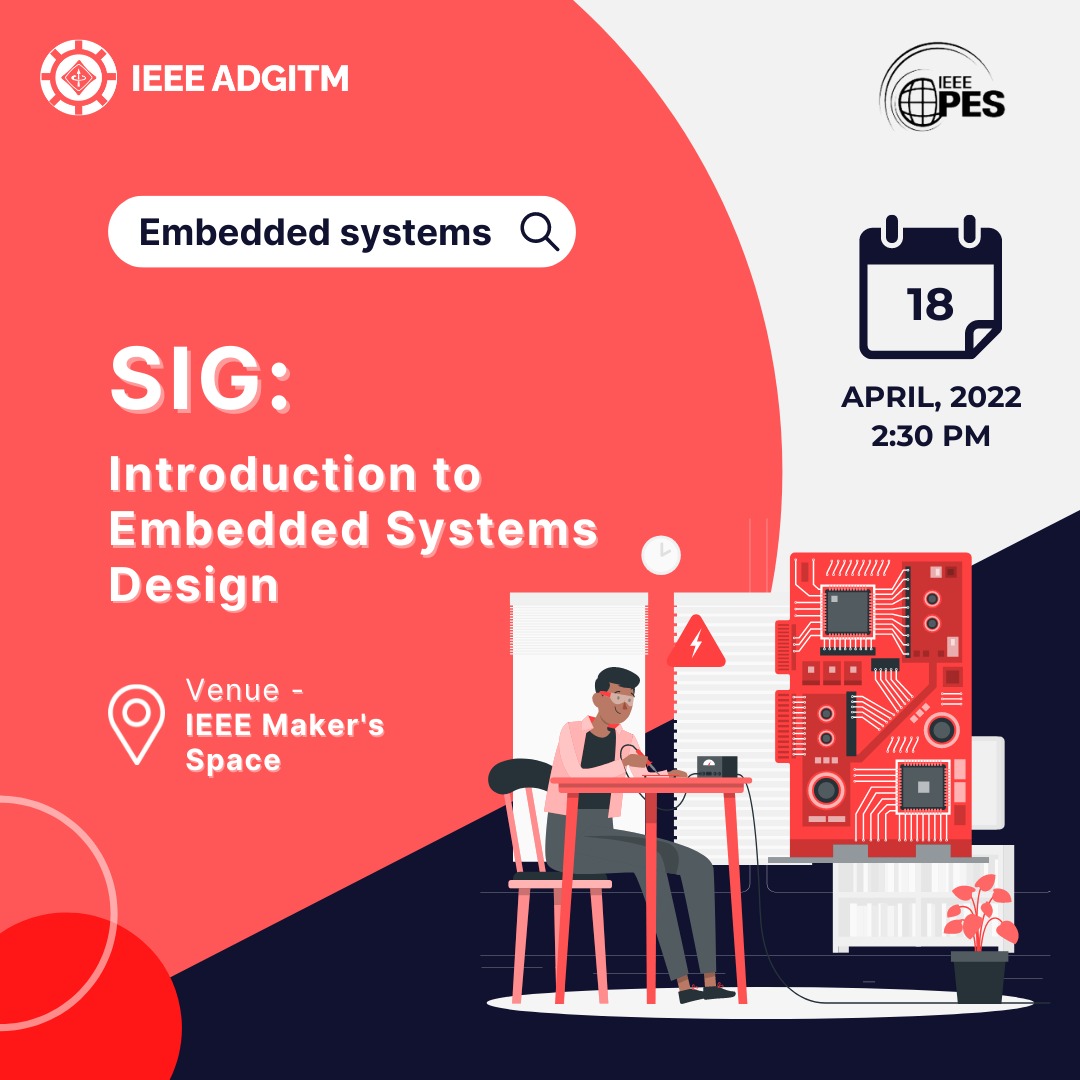 IEEE ADGITM
IEEE
PES
Embedded systems
18
APRIL, 2022
2:30 PM
SIG:
Introduction to
Embedded Systems
Design
Venue -
IEEE Maker's
Space